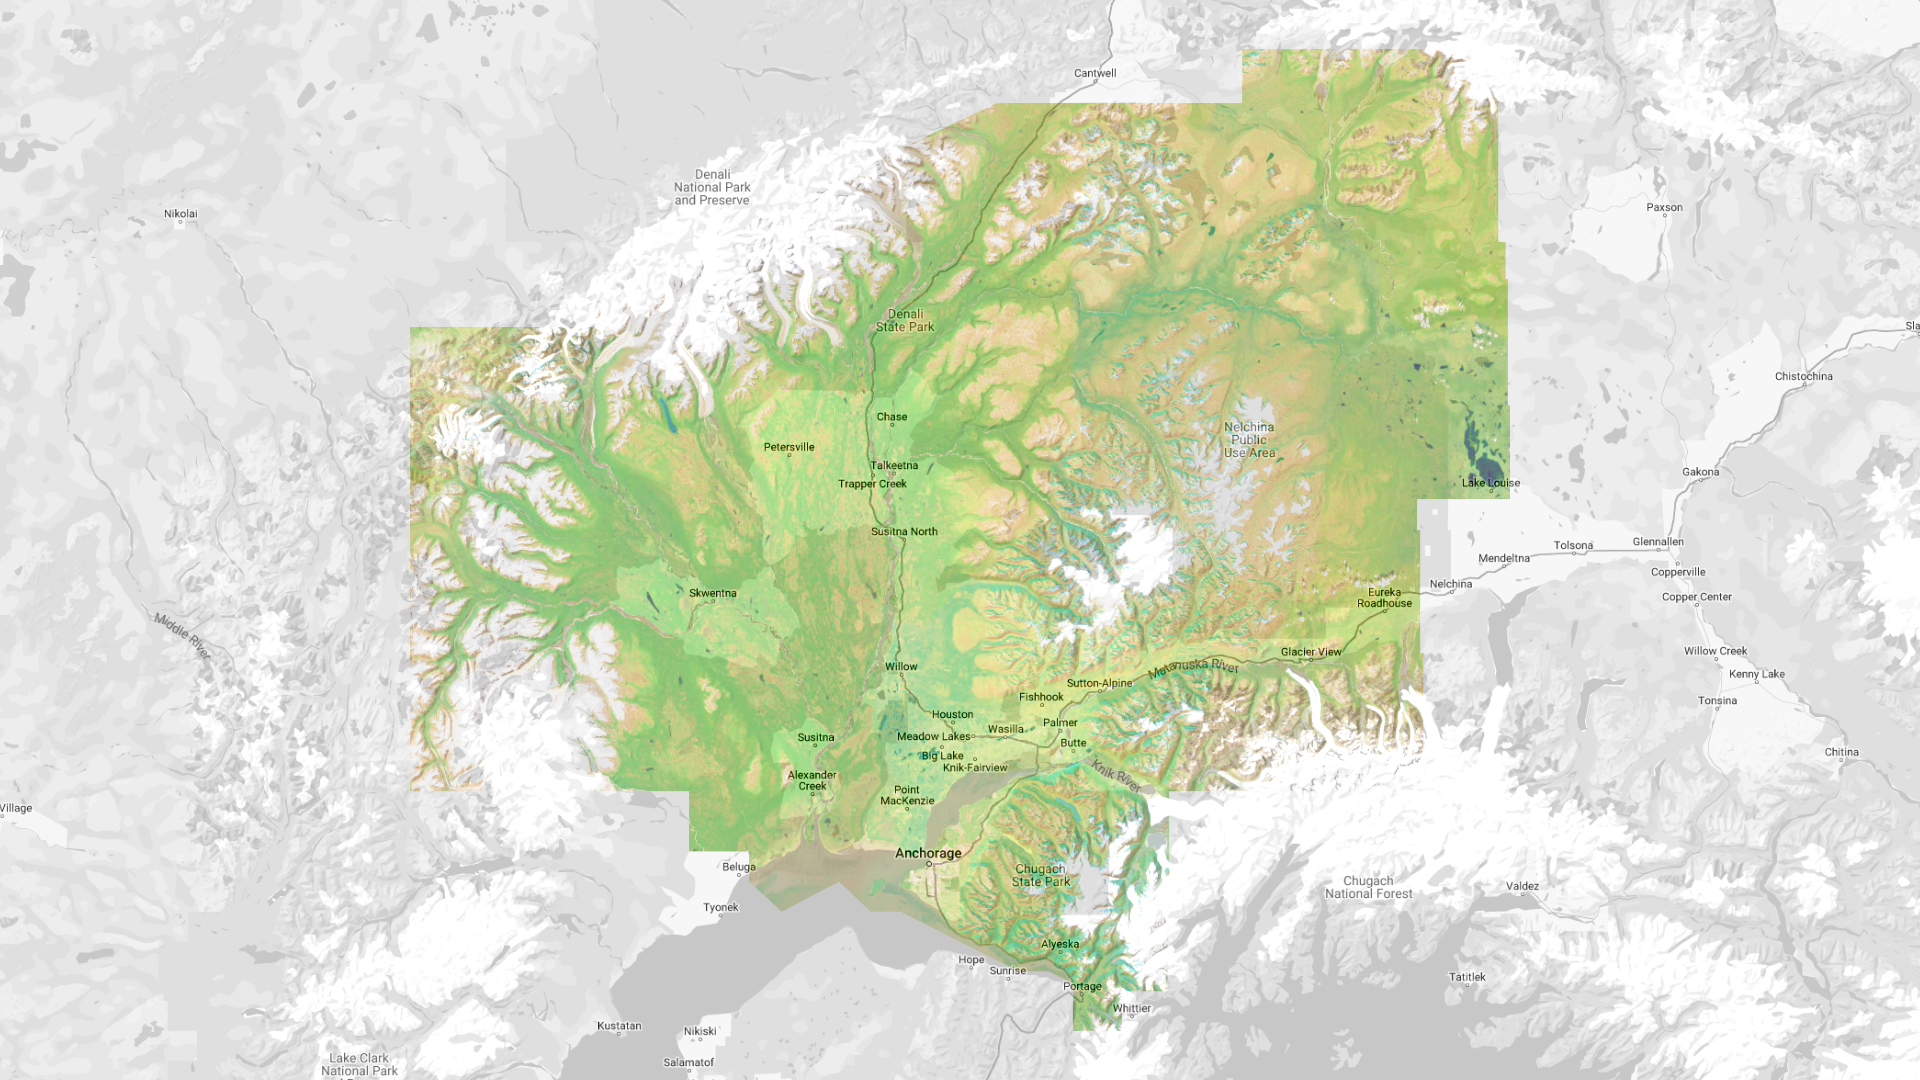 Cantwell
Denali
National Park
and Preserve
Nikolai
Paxson
Denali
State Park
Chistochina
Chase
Petersville
Nelchina
Public
Use Area
Talkeetna
Trapper Creek
Gakona
Lake Louise
Susitna North
Glennallen
Tolsona
Mendeltna
Copperville
Nelchina
Eureka
Roadhouse
Copper Center
Skwentna
Middle River
Willow Creek
Glacier View
Willow
Matanuska River
Kenny Lake
Sutton-Alpine
Fishhook
Tonsina
Houston
Palmer
Wasilla
Meadow Lakes
Susitna
Butte
Chitina
Big Lake
Knik-Fairview
Knik River
Alexander
Creek
Point
MacKenzie
Village
Anchorage
Beluga
Chugach
State Park
Chugach
National Forest
Valdez
Tyonek
Alyeska
Hope
Sunrise
Tatitlek
Portage
Whittier
Kustatan
Nikiski
Lake Clark
National Park
Salamatof